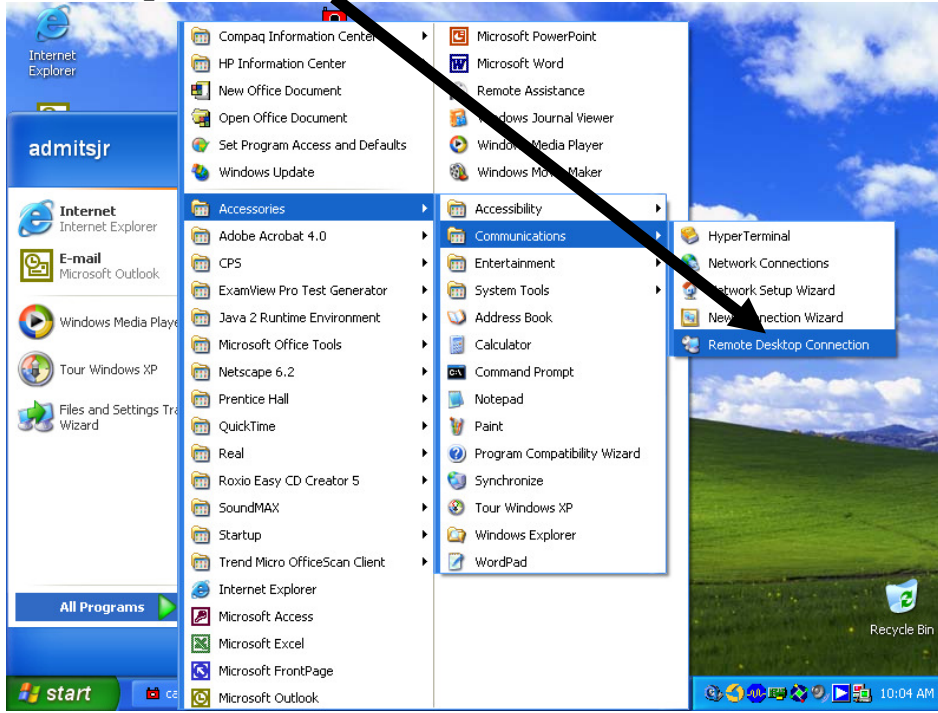 Internet
Explorer
admitsjr
Internet
Internet Explorer
E-mail
Microsoft Outlook
Windows Media Playe
Tour Windows XP
Files and Settings Tra
Wizard
All Programs
start
ca
Compaq Information Center
HP Information Center
New Office Document
Open Office Document
Set Program Access and Defaults
Windows Update
Accessories
Adobe Acrobat 4.0
CPS
ExamView Pro Test Generator
Java 2 Runtime Environment
Microsoft Office Tools
Netscape 6.2
Prentice Hall
QuickTime
Real
Roxio Easy CD Creator 5
SoundMAX
Startup
Trend Micro OfficeScan Client
Internet Explorer
Microsoft Access
Microsoft Excel
Microsoft FrontPage
Microsoft Outlook
Microsoft PowerPoint
Microsoft Word
Remote Assistance
Windows Journal Viewer
Windows Media Player
Windows Movie Maker
Accessibility
Communications
Entertainment
System Tools
Address Book
Calculator
Command Prompt
Notepad
Paint
Program Compatibility Wizard
Synchronize
Tour Windows XP
Windows Explorer
WordPad
HyperTerminal
Network Connections
Network Setup Wizard
New Connection Wizard
Remote Desktop Connection
Recycle Bin
10:04 AM